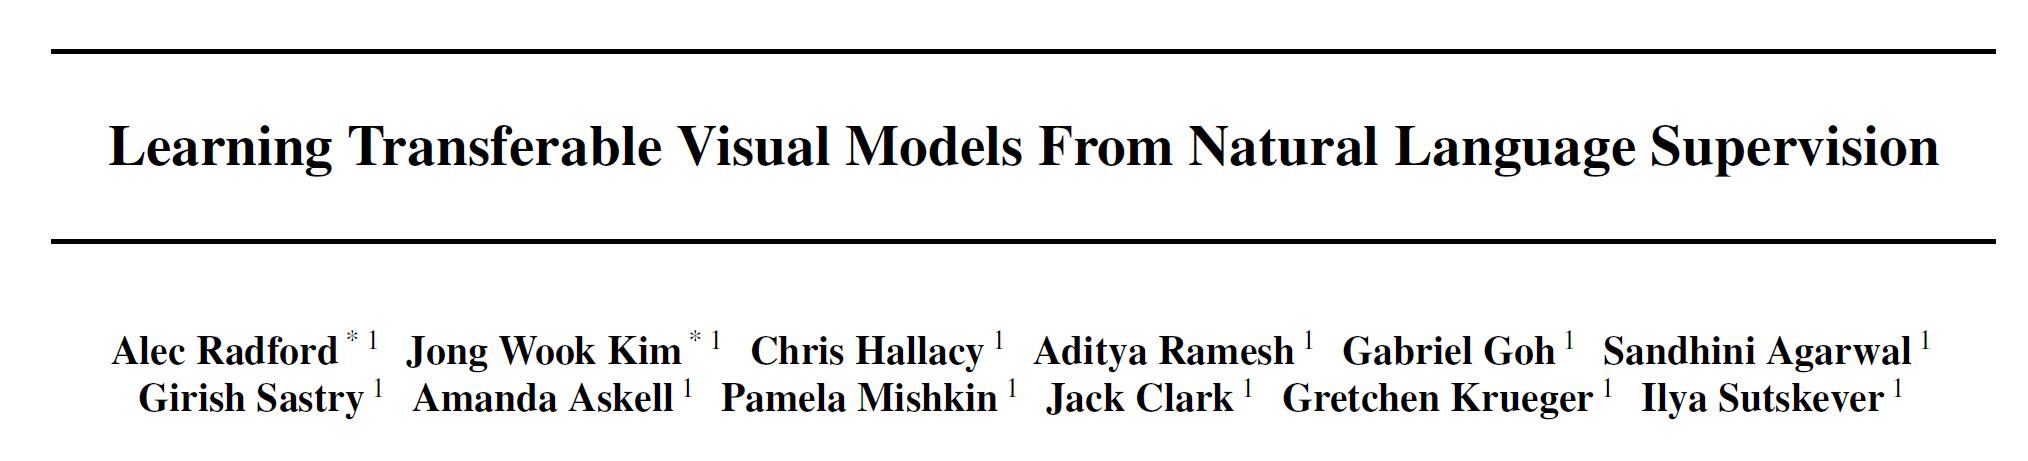 Learning Transferable Visual Models From Natural Language Supervision
Alec Radford * 1 Jong Wook Kim * 1 Chris Hallacy 1 Aditya Ramesh 1 Gabriel Goh 1 Sandhini Agarwal 1
Girish Sastry 1 Amanda Askell 1 Pamela Mishkin 1 Jack Clark 1 Gretchen Krueger 1 Ilya Sutskever 1